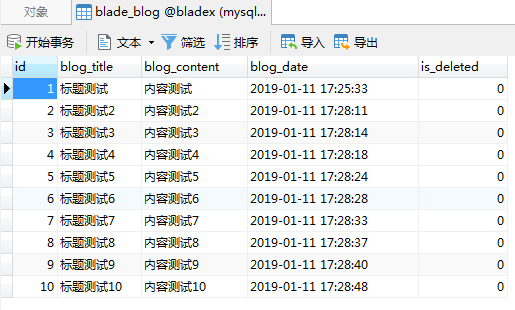 对象 blade_blog @bladex (mysql...
开始事务 文本 筛选 排序 导入 导出
id blog_title blog_content blog_date is_deleted
1 标题测试 内容测试 2019-01-11 17:25:33 0
2 标题测试2 内容测试2 2019-01-11 17:28:11 0
3 标题测试3 内容测试3 2019-01-11 17:28:14 0
4 标题测试4 内容测试4 2019-01-11 17:28:18 0
5 标题测试5 内容测试5 2019-01-11 17:28:24 0
6 标题测试6 内容测试6 2019-01-11 17:28:28 0
7 标题测试7 内容测试7 2019-01-11 17:28:33 0
8 标题测试8 内容测试8 2019-01-11 17:28:37 0
9 标题测试9 内容测试9 2019-01-11 17:28:40 0
10 标题测试10 内容测试10 2019-01-11 17:28:48 0